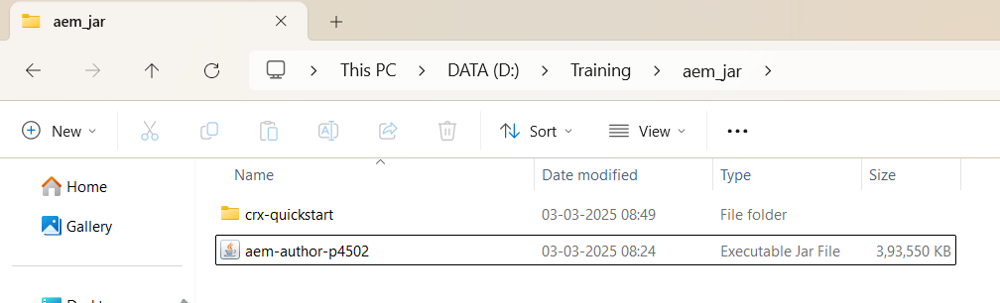 aem_jar
This PC DATA (D:) Training aem_jar
New Sort View
Name Date modified Type Size
Home
Gallery
crx-quickstart 03-03-2025 08:49 File folder
aem-author-p4502 03-03-2025 08:24 Executable Jar File 3,93,550 KB